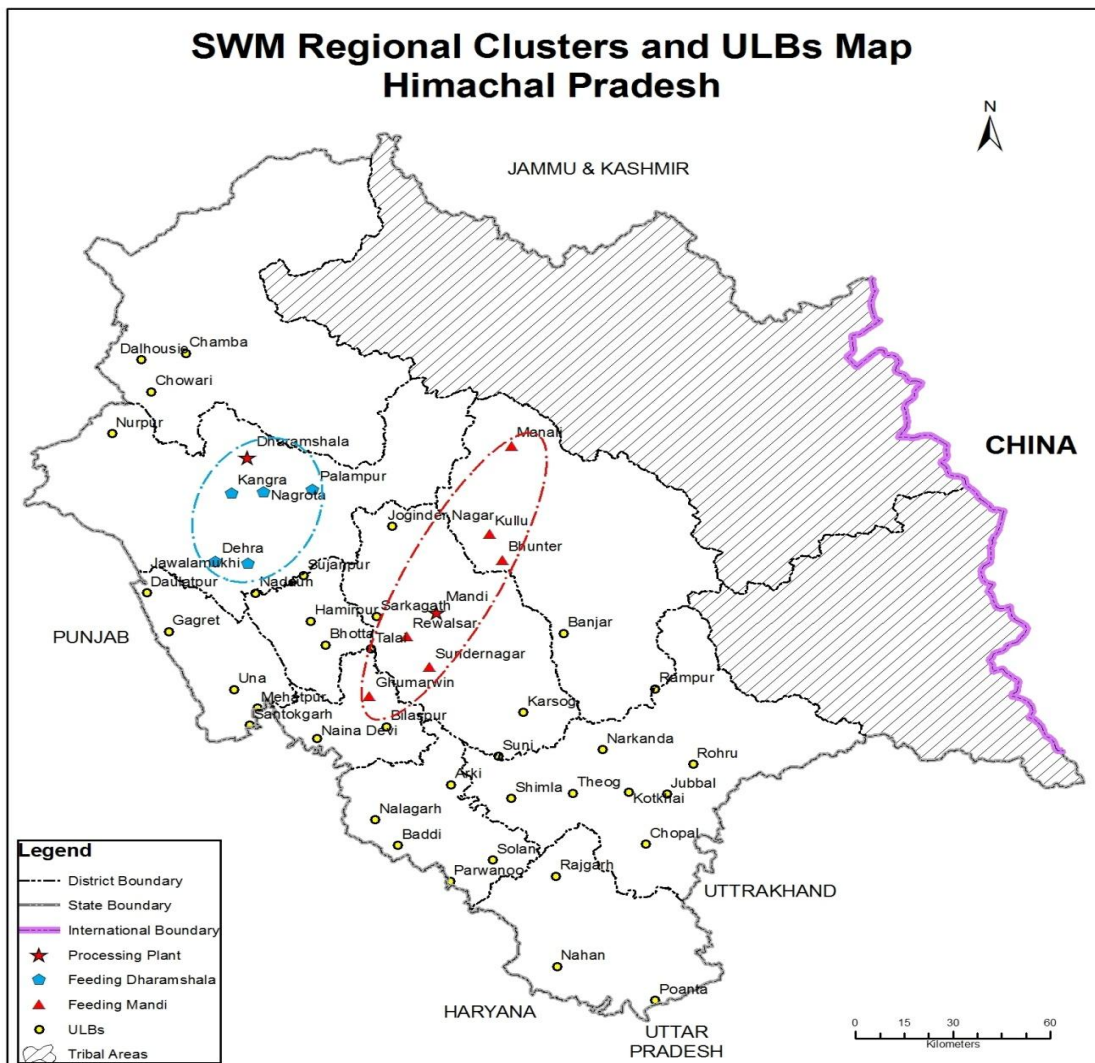 SWM Regional Clusters and ULBs Map
Himachal Pradesh
N
JAMMU & KASHMIR
Chamba
Dalhousie
Chowari
Nurpur
Dharamshala
Manali
CHINA
Kangra
Palampur
Nagrota
Joginder Nagar
Kullu
Bhunter
Dehra
Jawalamukhi
Sujanpur
Daulatpur
Nadaun
Mandi
Hamirpur
Sarkagath
Rewalsar
PUNJAB
Gagret
Banjar
Bhotta
Talai
Sundernagar
Una
Ghumarwin
Rampur
Mehatpur
Santokgarh
Karsog
Bilaspur
Naina Devi
Suni
Narkanda
Rohru
Arki
Shimla
Theog
Jubbal
Kotkhai
Nalagarh
Baddi
Chopal
Solan
Parwanoo
Rajgarh
UTTRAKHAND
Nahan
Poanta
HARYANA
UTTAR
PRADESH
Legend
District Boundary
State Boundary
International Boundary
Processing Plant
Feeding Dharamshala
Feeding Mandi
ULBs
Tribal Areas
0 15 30 60
Kilometers